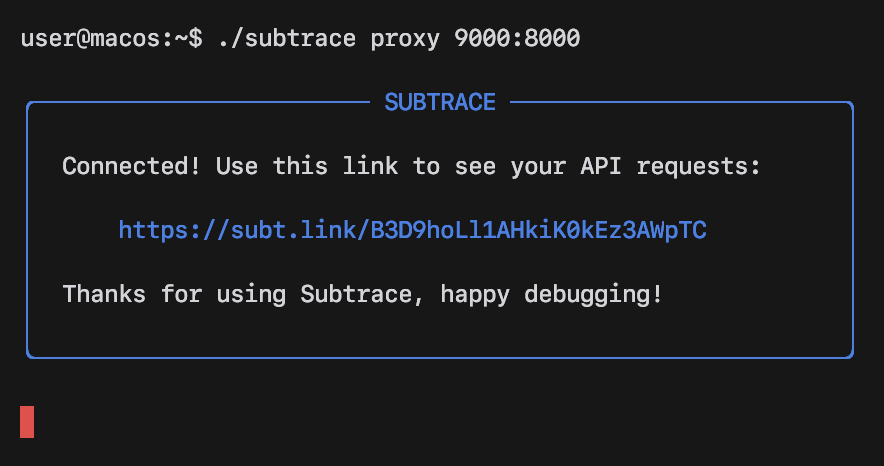 user@macos:~$ ./subtrace proxy 9000:8000
SUBTRACE
Connected! Use this link to see your API requests:
https://subt.link/B3D9hoLl1AHkiK0kEz3AWpTC
Thanks for using Subtrace, happy debugging!